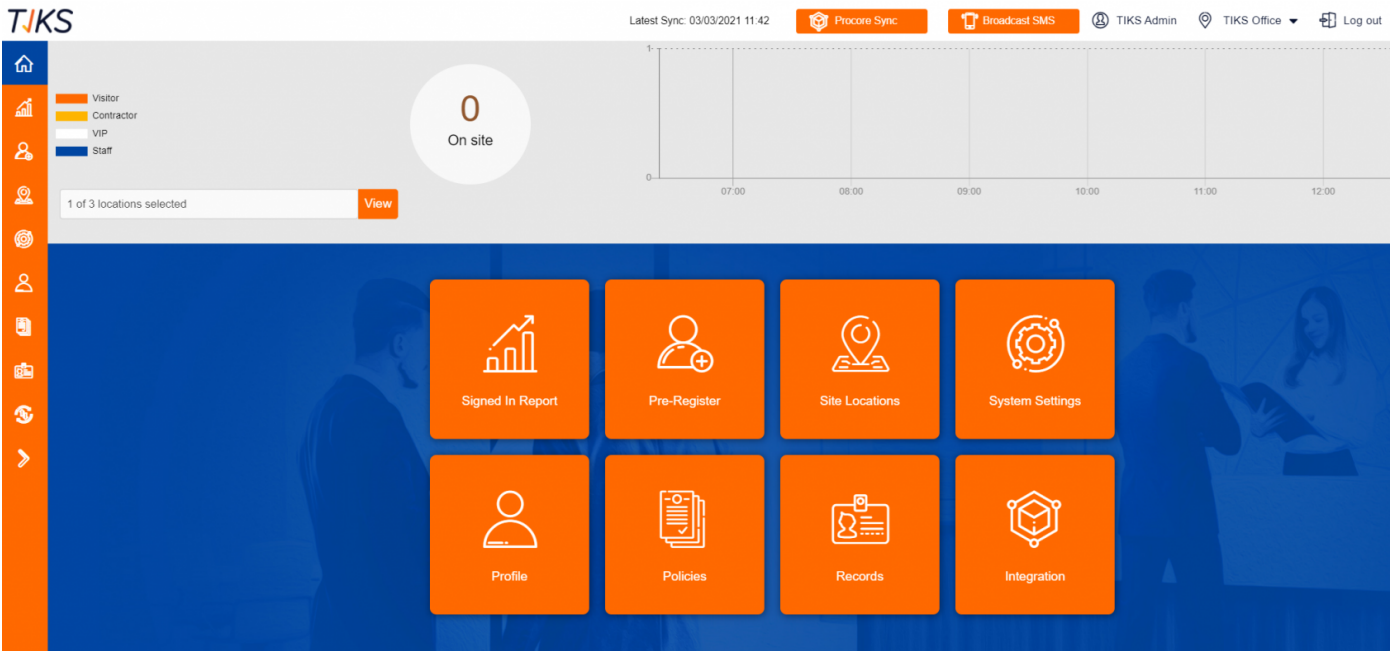 TIKS
Latest Sync: 03/03/2021 11:42
Procore Sync
Broadcast SMS
TIKS Admin
TIKS Office
Log out
Visitor
Contractor
VIP
Staff
0
On site
1 of 3 locations selected
View
1
0
07:00 08:00 09:00 10:00 11:00 12:00
Signed In Report
Pre-Register
Site Locations
System Settings
Profile
Policies
Records
Integration